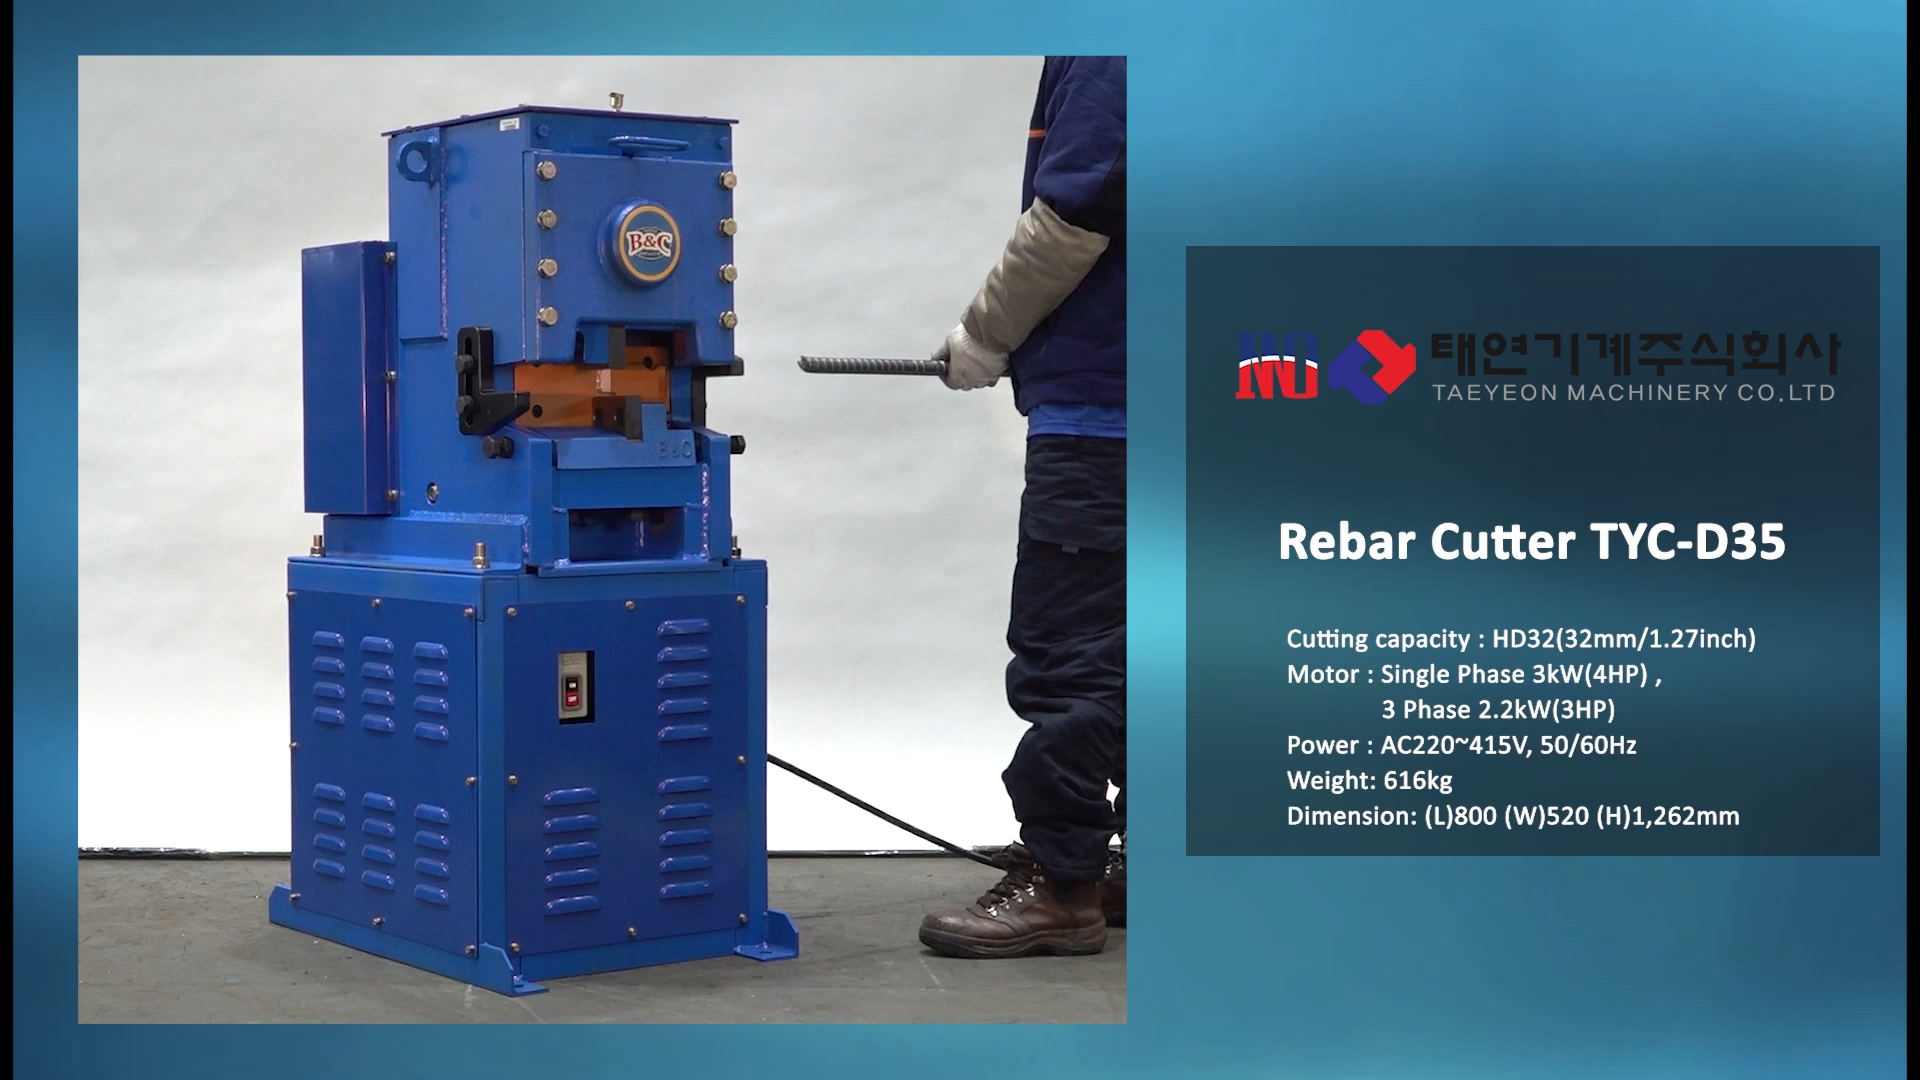 B&C
B&C
태연기계주식회사
TAEYEON MACHINERY CO.LTD
Rebar Cutter TYC-D35
Cutting capacity : HD32(32mm/1.27inch)
Motor : Single Phase 3kW(4HP) ,
3 Phase 2.2kW(3HP)
Power : AC220~415V, 50/60Hz
Weight: 616kg
Dimension: (L)800 (W)520 (H)1,262mm